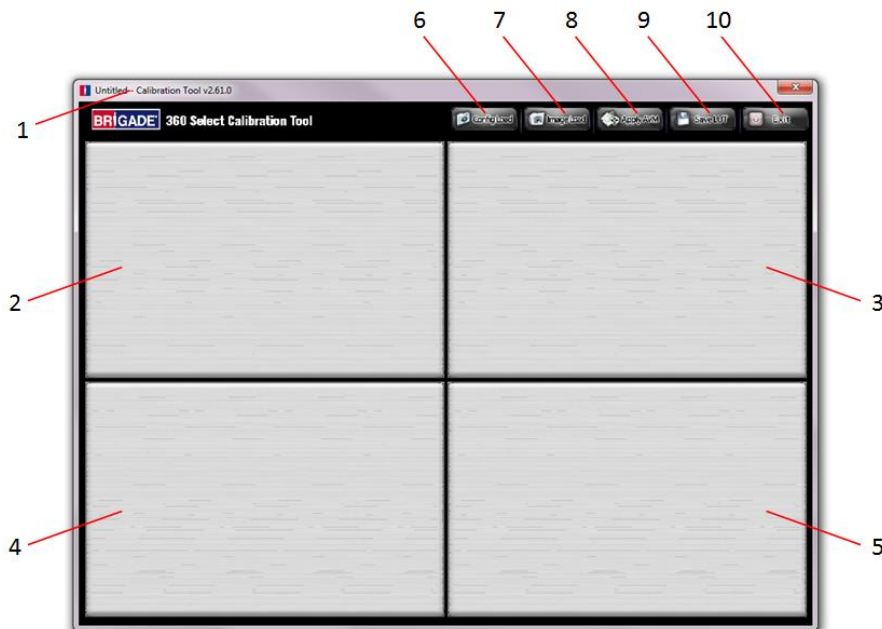 6 7 8 9 10
Untitled - Calibration Tool v2.61.0
1
BRIGADE 360 Select Calibration Tool
Config Load Image Load Apply AVM Save LUT Exit
2 3
4 5